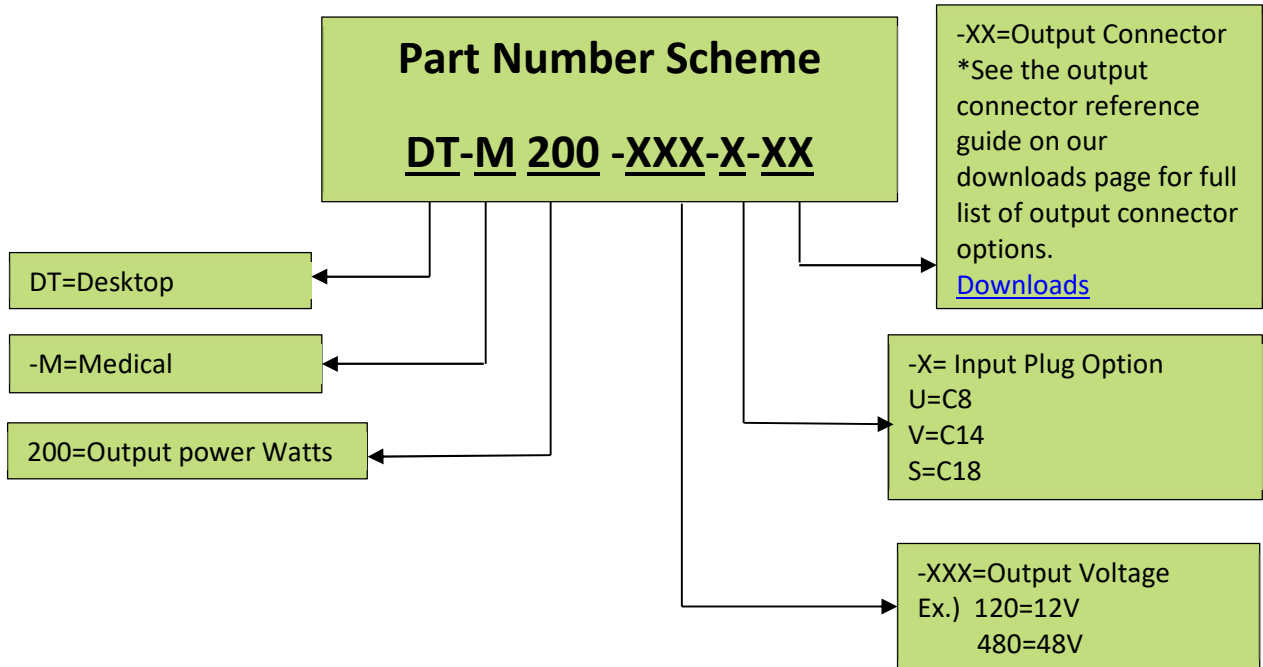 Part Number Scheme
DT-M 200 -XXX-X-XX
-XX=Output Connector
*See the output
connector reference
guide on our
downloads page for full
list of output connector
options.
Downloads
DT=Desktop
-M=Medical
200=Output power Watts
-X= Input Plug Option
U=C8
V=C14
S=C18
-XXX=Output Voltage
Ex.) 120=12V
480=48V